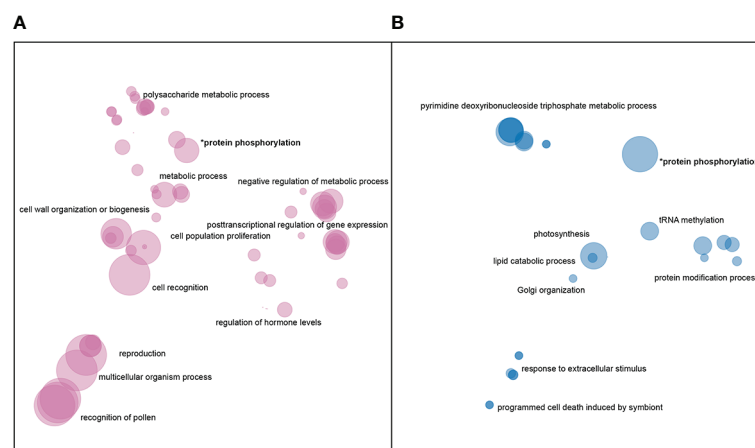 A
B
polysaccharide metabolic process
*protein phosphorylation
metabolic process
negative regulation of metabolic process
cell wall organization or biogenesis
posttranscriptional regulation of gene expression
cell population proliferation
cell recognition
regulation of hormone levels
reproduction
multicellular organism process
recognition of pollen
pyrimidine deoxyribonucleoside triphosphate metabolic process
*protein phosphorylation
tRNA methylation
photosynthesis
lipid catabolic process
protein modification process
Golgi organization
response to extracellular stimulus
programmed cell death induced by symbiont